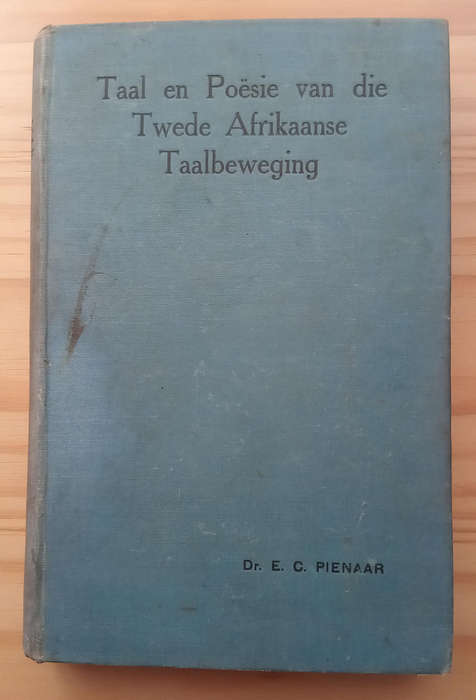 Taal en Poësie van die
Twede Afrikaanse
Taalbeweging
Dr. E. C. PIENAAR